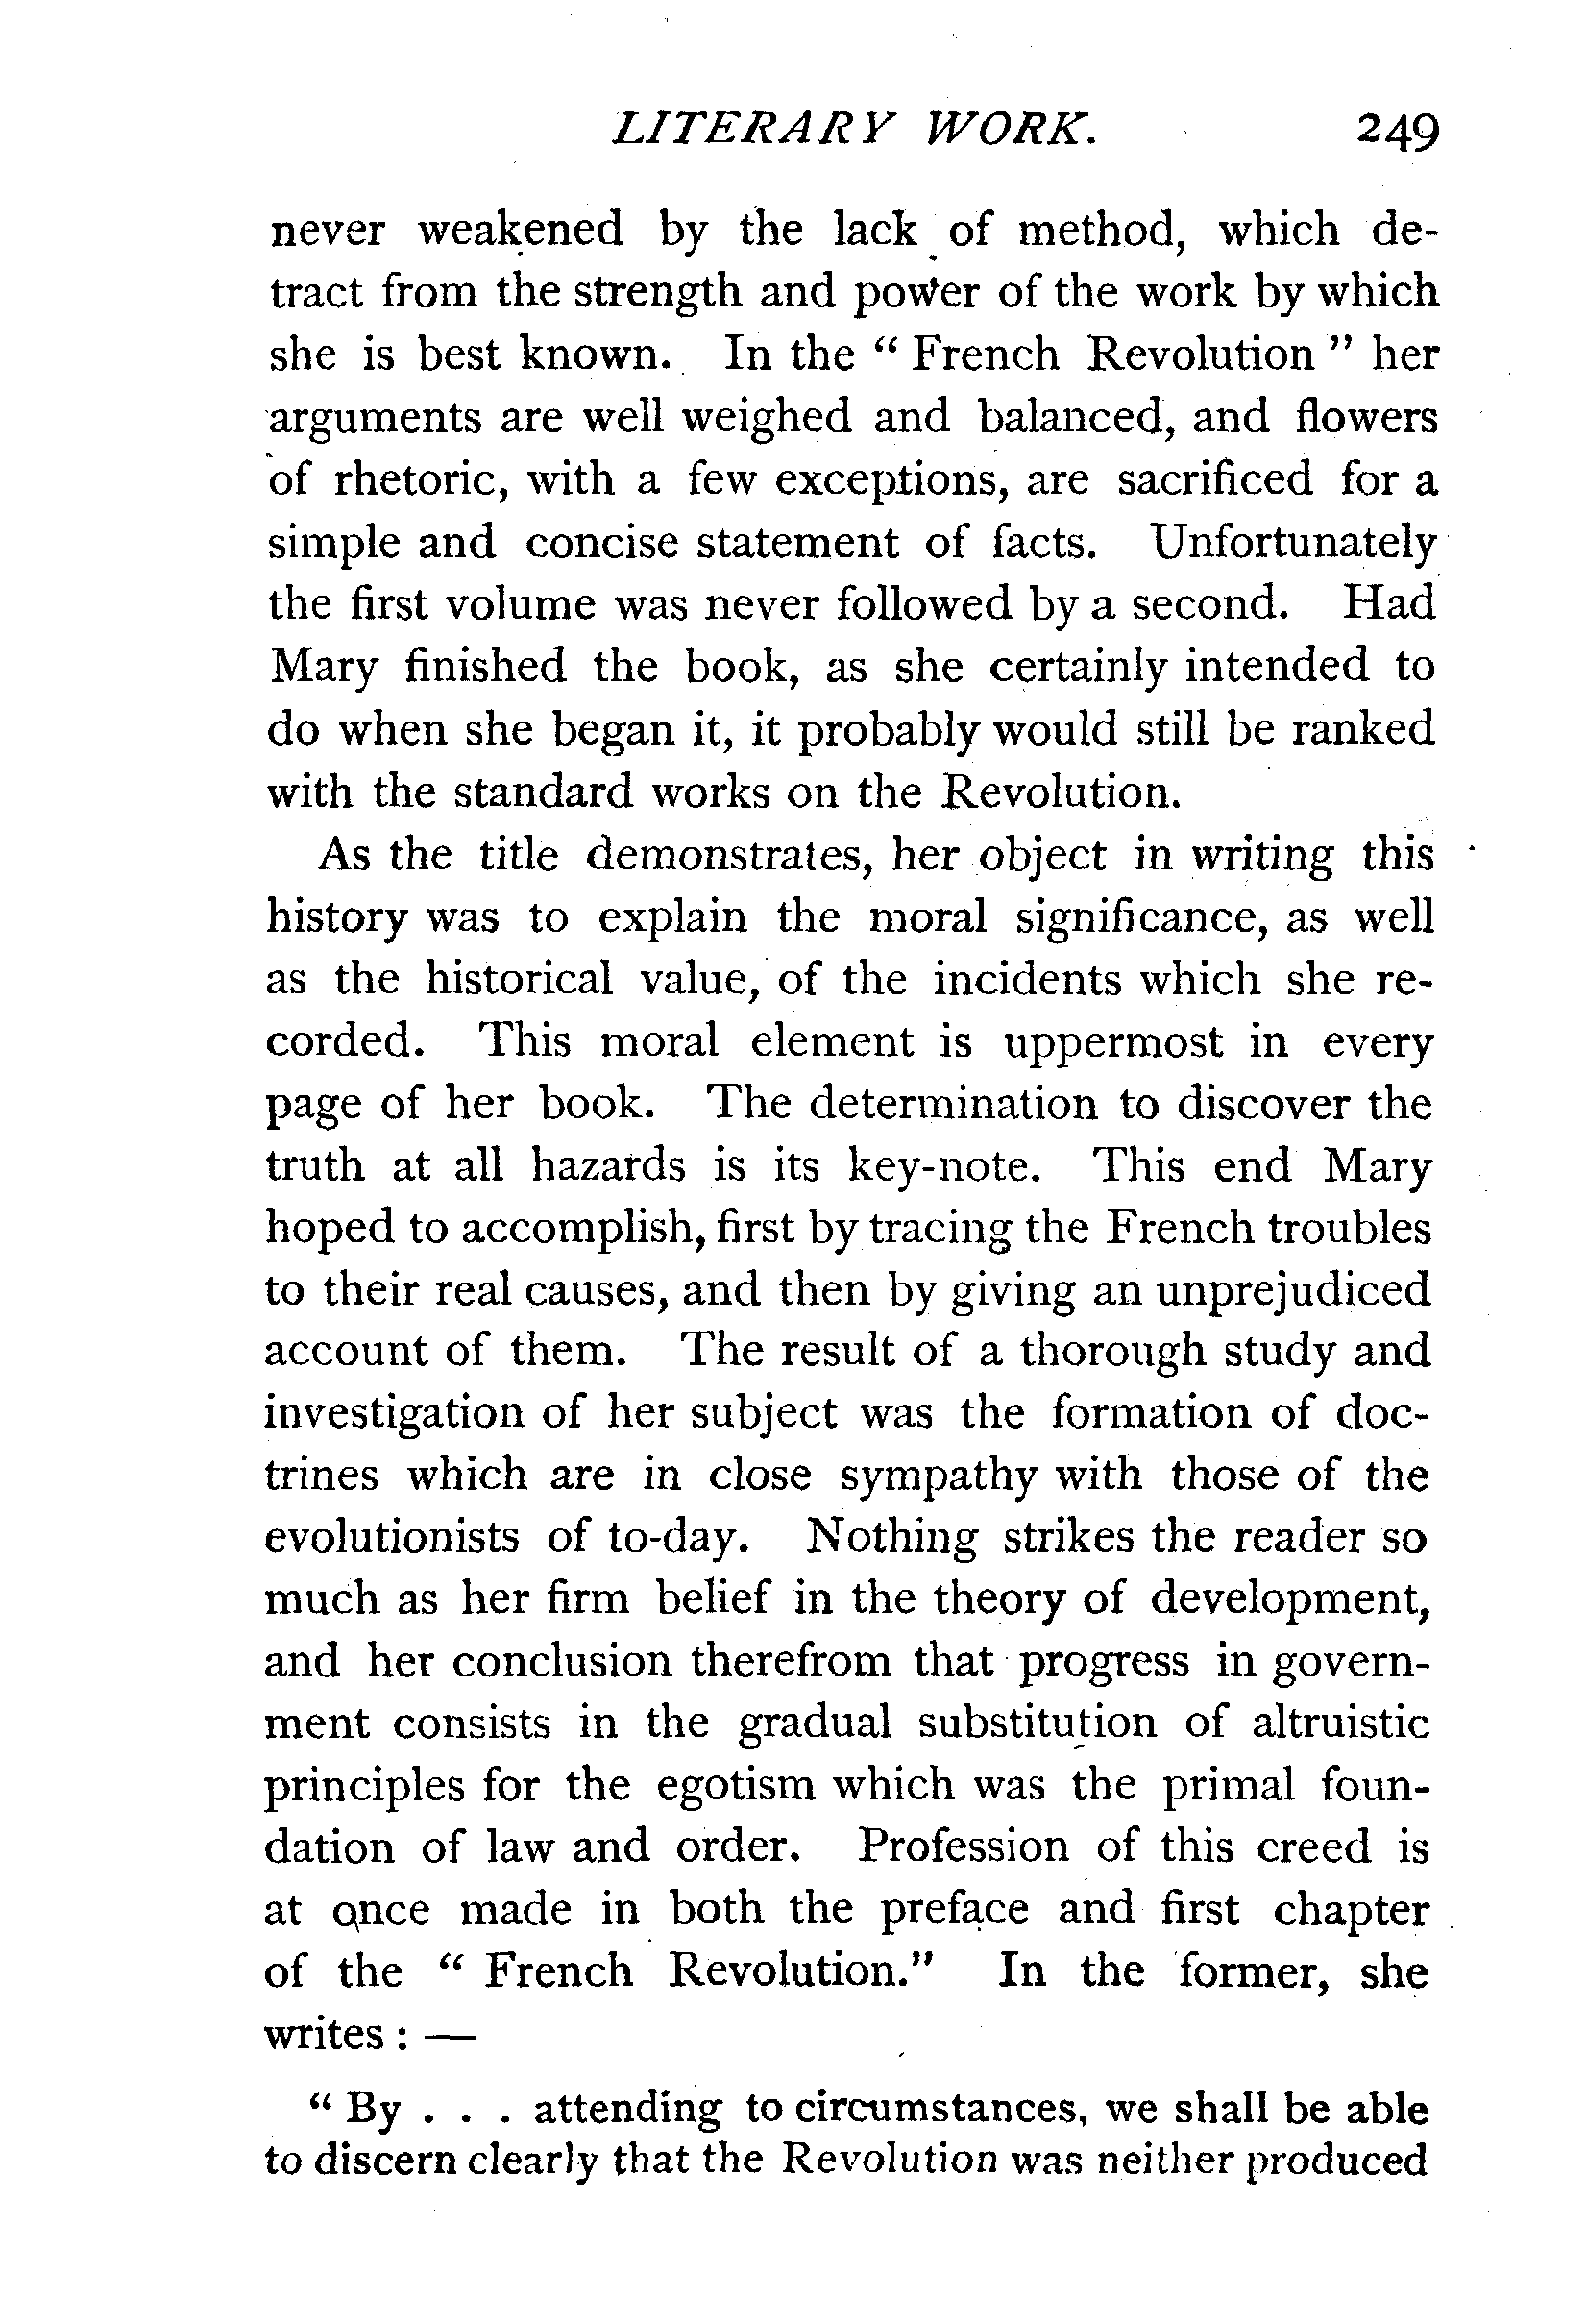 LITERARY WORK. 249
never weakened by the lack of method, which de-
tract from the strength and power of the work by which
she is best known. In the “ French Revolution ” her
arguments are well weighed and balanced, and flowers
of rhetoric, with a few exceptions, are sacrificed for a
simple and concise statement of facts. Unfortunately
the first volume was never followed by a second. Had
Mary finished the book, as she certainly intended to
do when she began it, it probably would still be ranked
with the standard works on the Revolution.
As the title demonstrates, her object in writing this
history was to explain the moral significance, as well
as the historical value, of the incidents which she re-
corded. This moral element is uppermost in every
page of her book. The determination to discover the
truth at all hazards is its key-note. This end Mary
hoped to accomplish, first by tracing the French troubles
to their real causes, and then by giving an unprejudiced
account of them. The result of a thorough study and
investigation of her subject was the formation of doc-
trines which are in close sympathy with those of the
evolutionists of to-day. Nothing strikes the reader so
much as her firm belief in the theory of development,
and her conclusion therefrom that progress in govern-
ment consists in the gradual substitution of altruistic
principles for the egotism which was the primal foun-
dation of law and order. Profession of this creed is
at once made in both the preface and first chapter
of the “ French Revolution.” In the former, she
writes : —
“ By . . . attending to circumstances, we shall be able
to discern clearly that the Revolution was neither produced